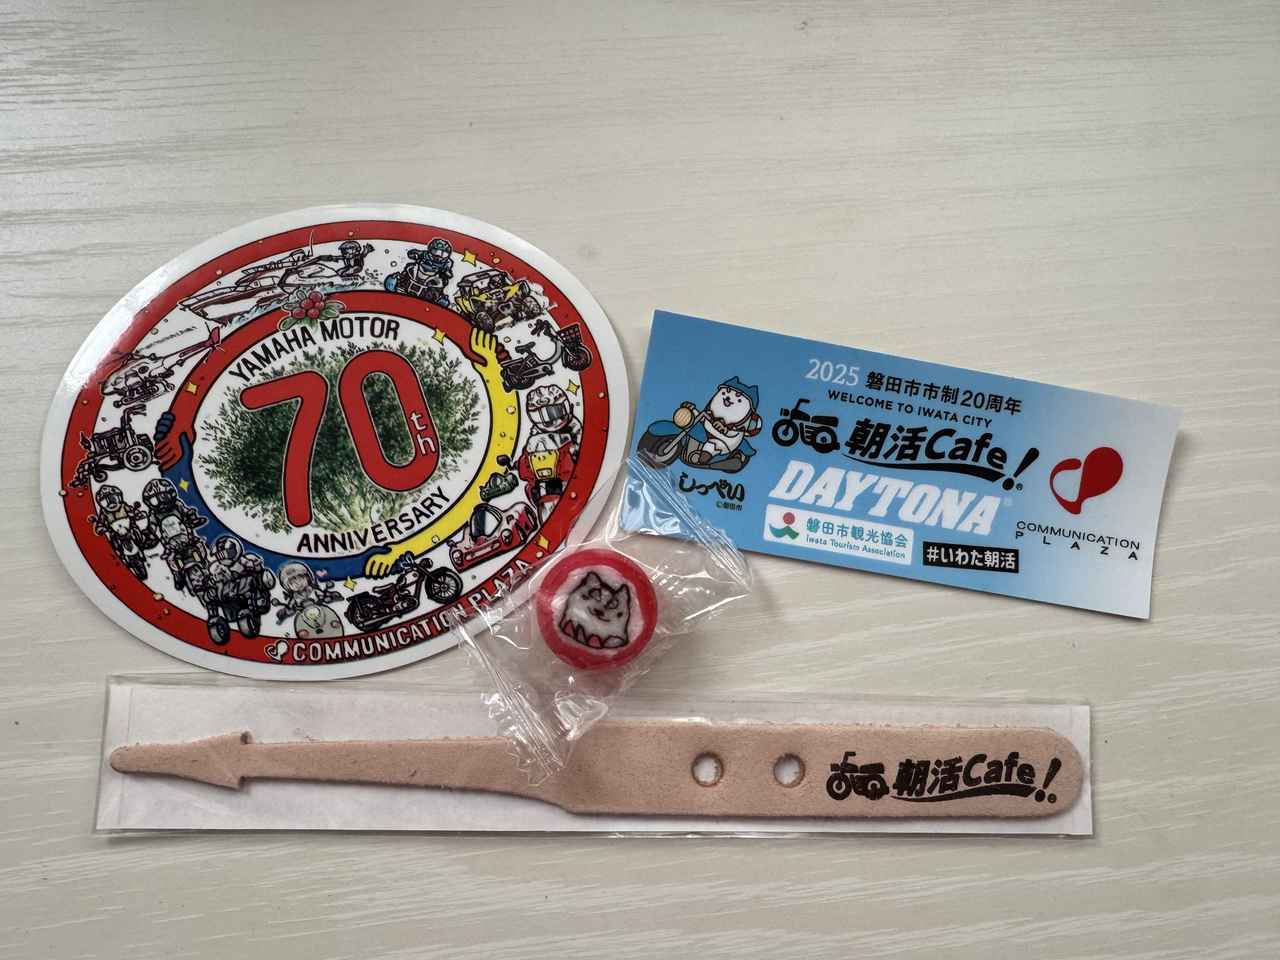 YAMAHA MOTOR
70th
ANNIVERSARY
COMMUNICATION PLAZA
2025 磐田市市制20周年
WELCOME TO IWATA CITY
朝活Cafe!
DAYTONA
しっぺい
©磐田市
磐田市観光協会
Iwata Tourism Association
#いわた朝活
COMMUNICATION
PLAZA
朝活Cafe!